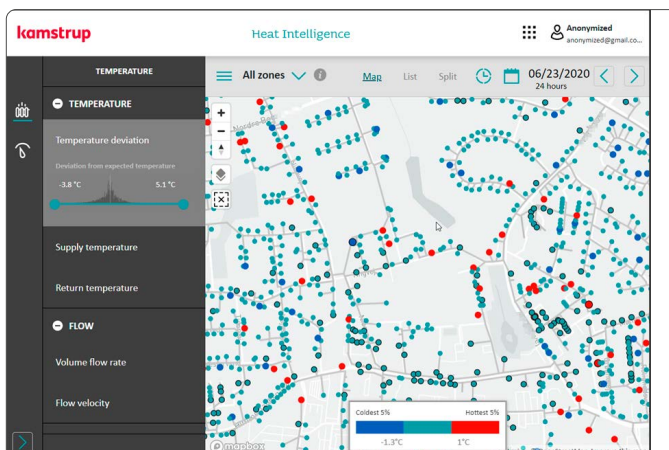 kamstrup
Heat Intelligence
Anonymized
anonymized@gmail.co...
TEMPERATURE
All zones
Map
List
Split
06/23/2020
24 hours
TEMPERATURE
Temperature deviation
Deviation from expected temperature
-3.8 °C
5.1 °C
Supply temperature
Return temperature
FLOW
Volume flow rate
Flow velocity
Coldest 5%
Hottest 5%
-1.3°C
1°C
mapbox